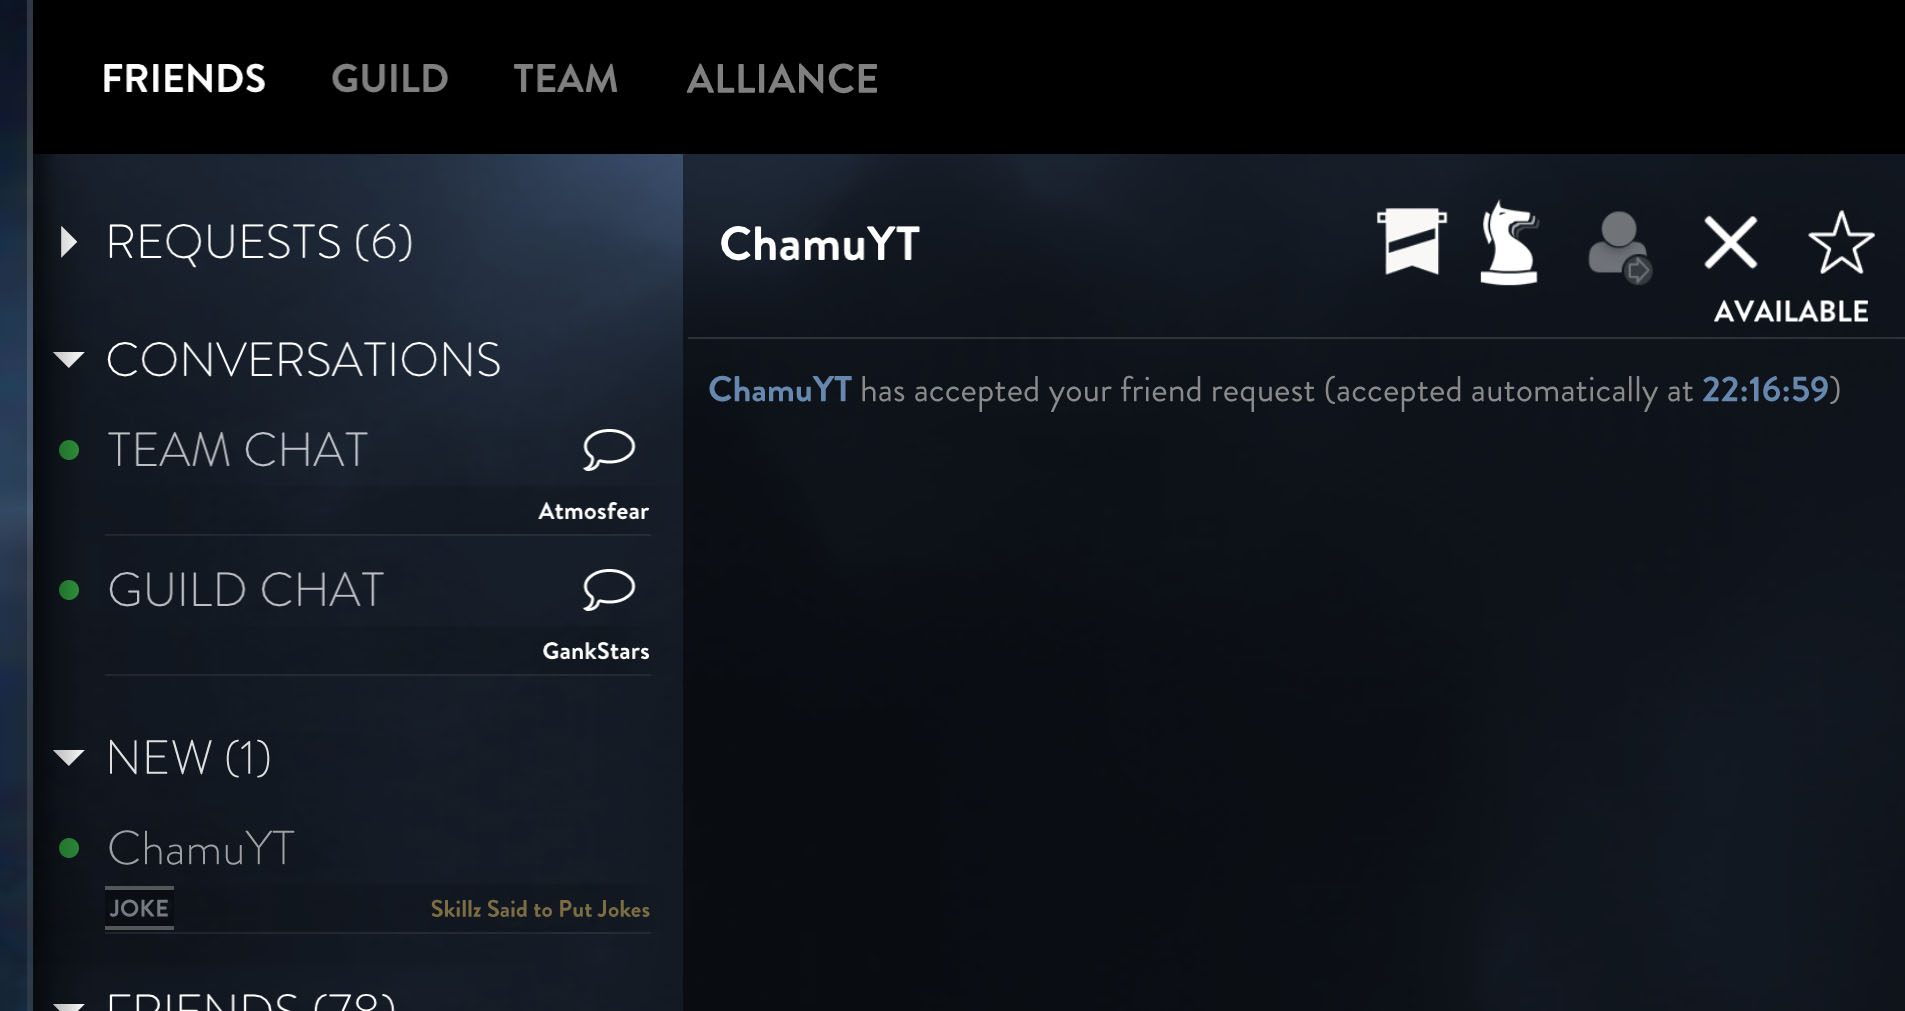 FRIENDS GUILD TEAM ALLIANCE
REQUESTS (6)
CONVERSATIONS
TEAM CHAT
Atmosfear
GUILD CHAT
GankStars
NEW (1)
ChamuYT
JOKE Skillz Said to Put Jokes
FRIENDS (78)
ChamuYT
AVAILABLE
ChamuYT has accepted your friend request (accepted automatically at 22:16:59)